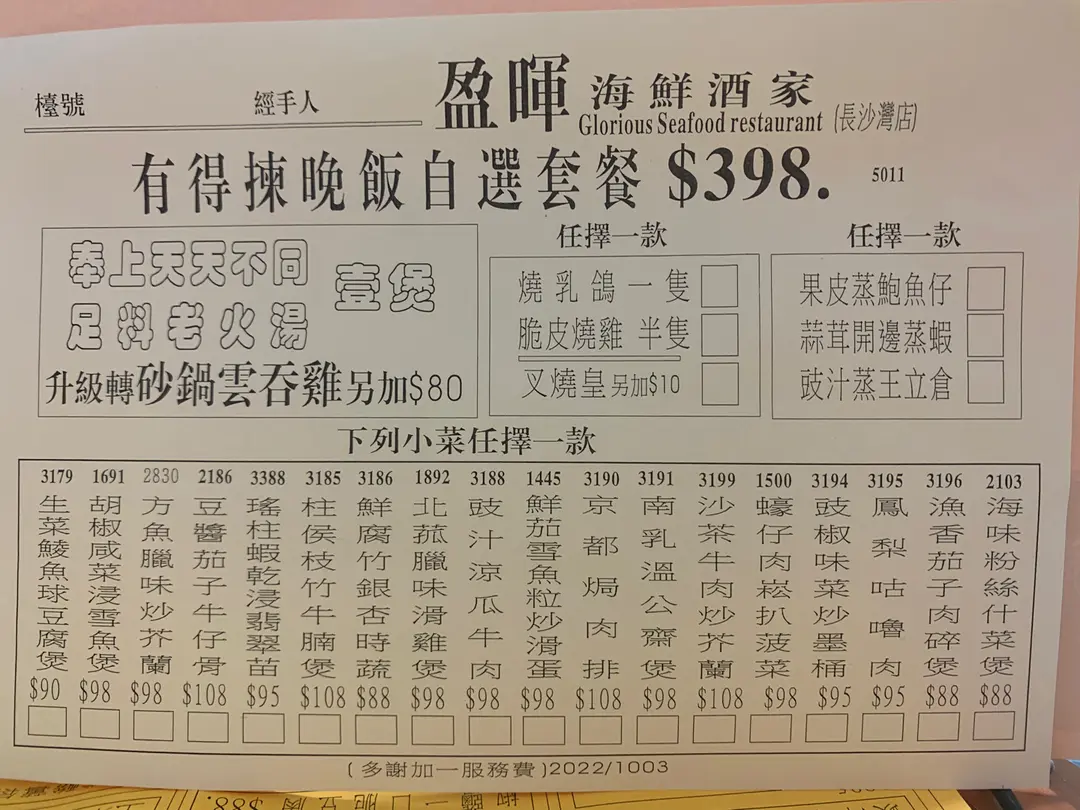 檯號
經手人
盈暉海鮮酒家
Glorious Seafood restaurant (長沙灣店)
有得揀晚飯自選套餐 $398.
5011
奉上天天不同
足料老火湯
壹煲
升級轉砂鍋雲吞雞另加$80
任擇一款
燒乳鴿一隻
脆皮燒雞 半隻
叉燒皇 另加$10
任擇一款
果皮蒸鮑魚仔
蒜茸開邊蒸蝦
豉汁蒸王立倉
下列小菜任擇一款
3179 生菜鯪魚球豆腐煲 $90
1691 胡椒咸菜浸雪魚煲 $98
2830 方魚臘味炒芥蘭 $98
2186 豆醬茄子牛仔骨 $108
3388 瑤柱蝦乾浸翡翠苗 $95
3185 柱侯枝竹牛腩煲 $108
3186 鮮腐竹銀杏時蔬 $88
1892 北菰臘味滑雞煲 $98
3188 豉汁涼瓜牛肉 $98
1445 鮮茄雪魚粒炒滑蛋 $98
3190 京都焗肉排 $108
3191 南乳溫公齋煲 $98
3199 沙茶牛肉炒芥蘭 $108
1500 蠔仔肉崧扒菠菜 $98
3194 豉椒味菜炒墨桶 $95
3195 鳳梨咕嚕肉 $95
3196 漁香茄子肉碎煲 $88
2103 海味粉絲什菜煲 $88
(多謝加一服務費)2022/1003